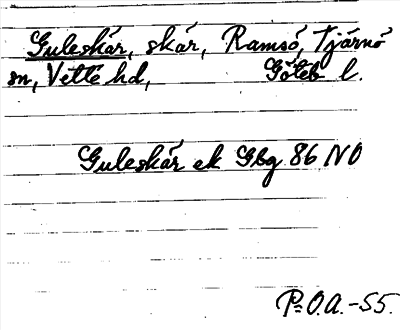 Guleskär, skär, Ramsö, Tjärnö
sn, Vette hd, Göteb l.
Guleskär ek Gbg 86 NO
P:O.A.-55.